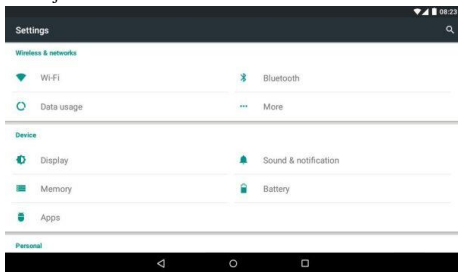 08:23
Settings
Wireless & networks
Wi-Fi
Bluetooth
Data usage
More
Device
Display
Sound & notification
Memory
Battery
Apps
Personal